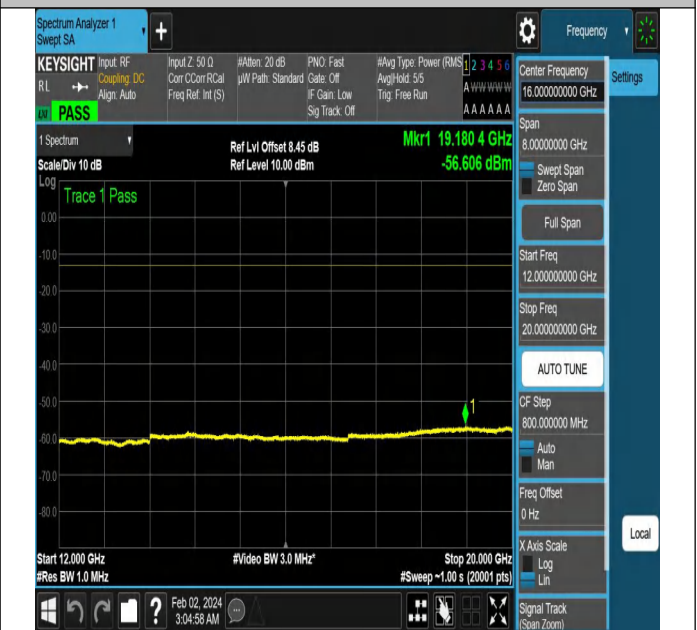 Spectrum Analyzer 1
Swept SA
Frequency
KEYSIGHT
RL
Input: RF
Coupling: DC
Align: Auto
Input Z: 50 Ω
Corr CCorr RCal
Freq Ref: Int (S)
#Atten: 20 dB
µW Path: Standard
PNO: Fast
Gate: Off
IF Gain: Low
Sig Track: Off
#Avg Type: Power (RMS
Avg|Hold: 5/5
Trig: Free Run
1 2 3 4 5 6
A W W W W W
A A A A A A
PASS
1 Spectrum
Scale/Div 10 dB
Ref Lvl Offset 8.45 dB
Ref Level 10.00 dBm
Mkr1 19.180 4 GHz
-56.606 dBm
Log
Trace 1 Pass
0.00
-10.0
-20.0
-30.0
-40.0
-50.0
-60.0
-70.0
-80.0
1
Start 12.000 GHz
#Res BW 1.0 MHz
#Video BW 3.0 MHz*
Stop 20.000 GHz
#Sweep ~1.00 s (20001 pts)
Feb 02, 2024
3:04:58 AM
Center Frequency
16.000000000 GHz
Settings
Span
8.00000000 GHz
Swept Span
Zero Span
Full Span
Start Freq
12.000000000 GHz
Stop Freq
20.000000000 GHz
AUTO TUNE
CF Step
800.000000 MHz
Auto
Man
Freq Offset
0 Hz
X Axis Scale
Log
Lin
Local
Signal Track
(Span Zoom)